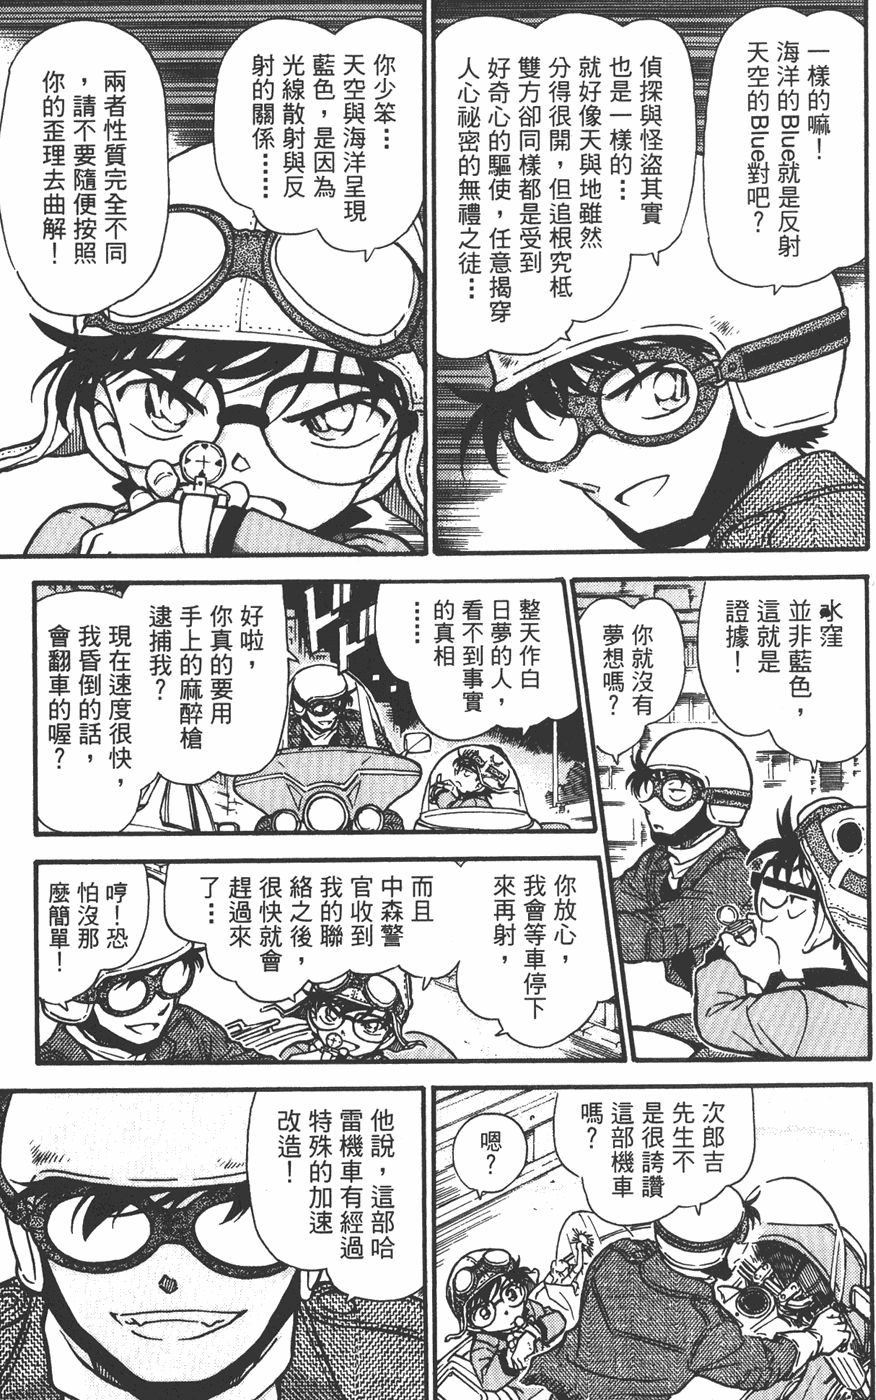 一樣的嘛！
海洋的Blue就是反射
天空的Blue對吧？
偵探與怪盜其實
也是一樣的…
就好像天與地雖然
分得很開，但追根究柢
雙方卻同樣都是受到
好奇心的驅使，任意揭穿
人心祕密的無禮之徒…
你少笨…
天空與海洋呈現
藍色，是因為
光線散射與反
射的關係……
兩者性質完全不同
，請不要隨便按照
你的歪理去曲解！
水窪
並非藍色，
這就是
證據！
你就沒有
夢想嗎？
整天作白
日夢的人，
看不到事實
的真相
……
ドドド
好啦，
你真的要用
手上的麻醉槍
逮捕我？
現在速度很快，
我昏倒的話，
會翻車的喔？
你放心，
我會等車停下
來再射，
而且
中森警
官收到
我的聯
絡之後，
很快就會
趕過來
了…
哼！恐
怕沒那
麼簡單！
次郎吉
先生不
是很誇讚
這部機車
嗎？
嗯？
他說，這部哈
雷機車有經過
特殊的加速
改造！